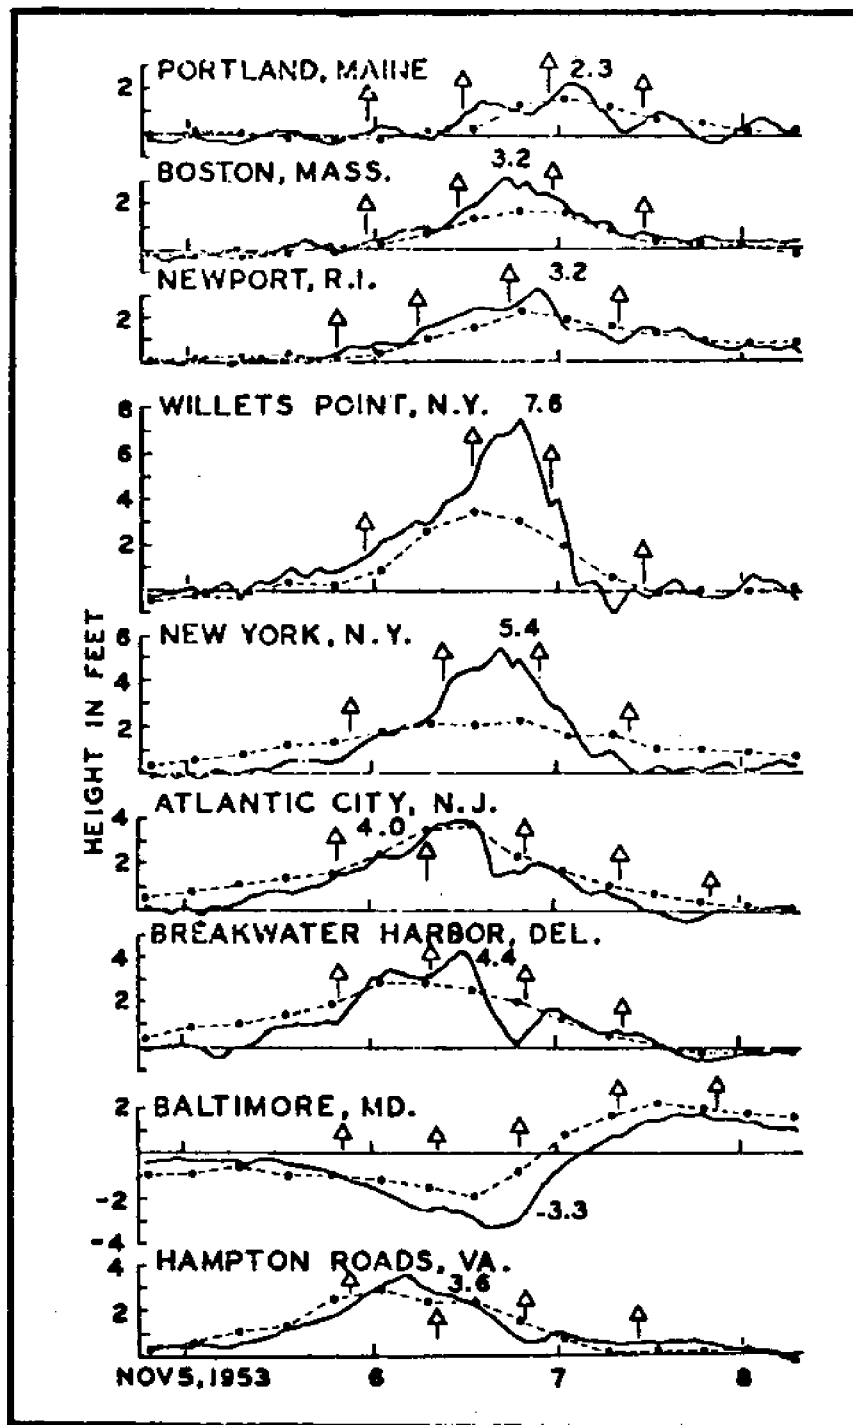 PORTLAND, MAINE
2.3
2
BOSTON, MASS.
3.2
2
NEWPORT, R.I.
3.2
2
WILLETS POINT, N.Y.
7.6
8
6
4
2
NEW YORK, N.Y.
5.4
6
4
2
HEIGHT IN FEET
ATLANTIC CITY, N.J.
4.0
4
2
BREAKWATER HARBOR, DEL.
4.4
4
2
BALTIMORE, MD.
2
-2
-3.3
-4
HAMPTON ROADS, VA.
3.6
4
2
NOV 5, 1953 6 7 8